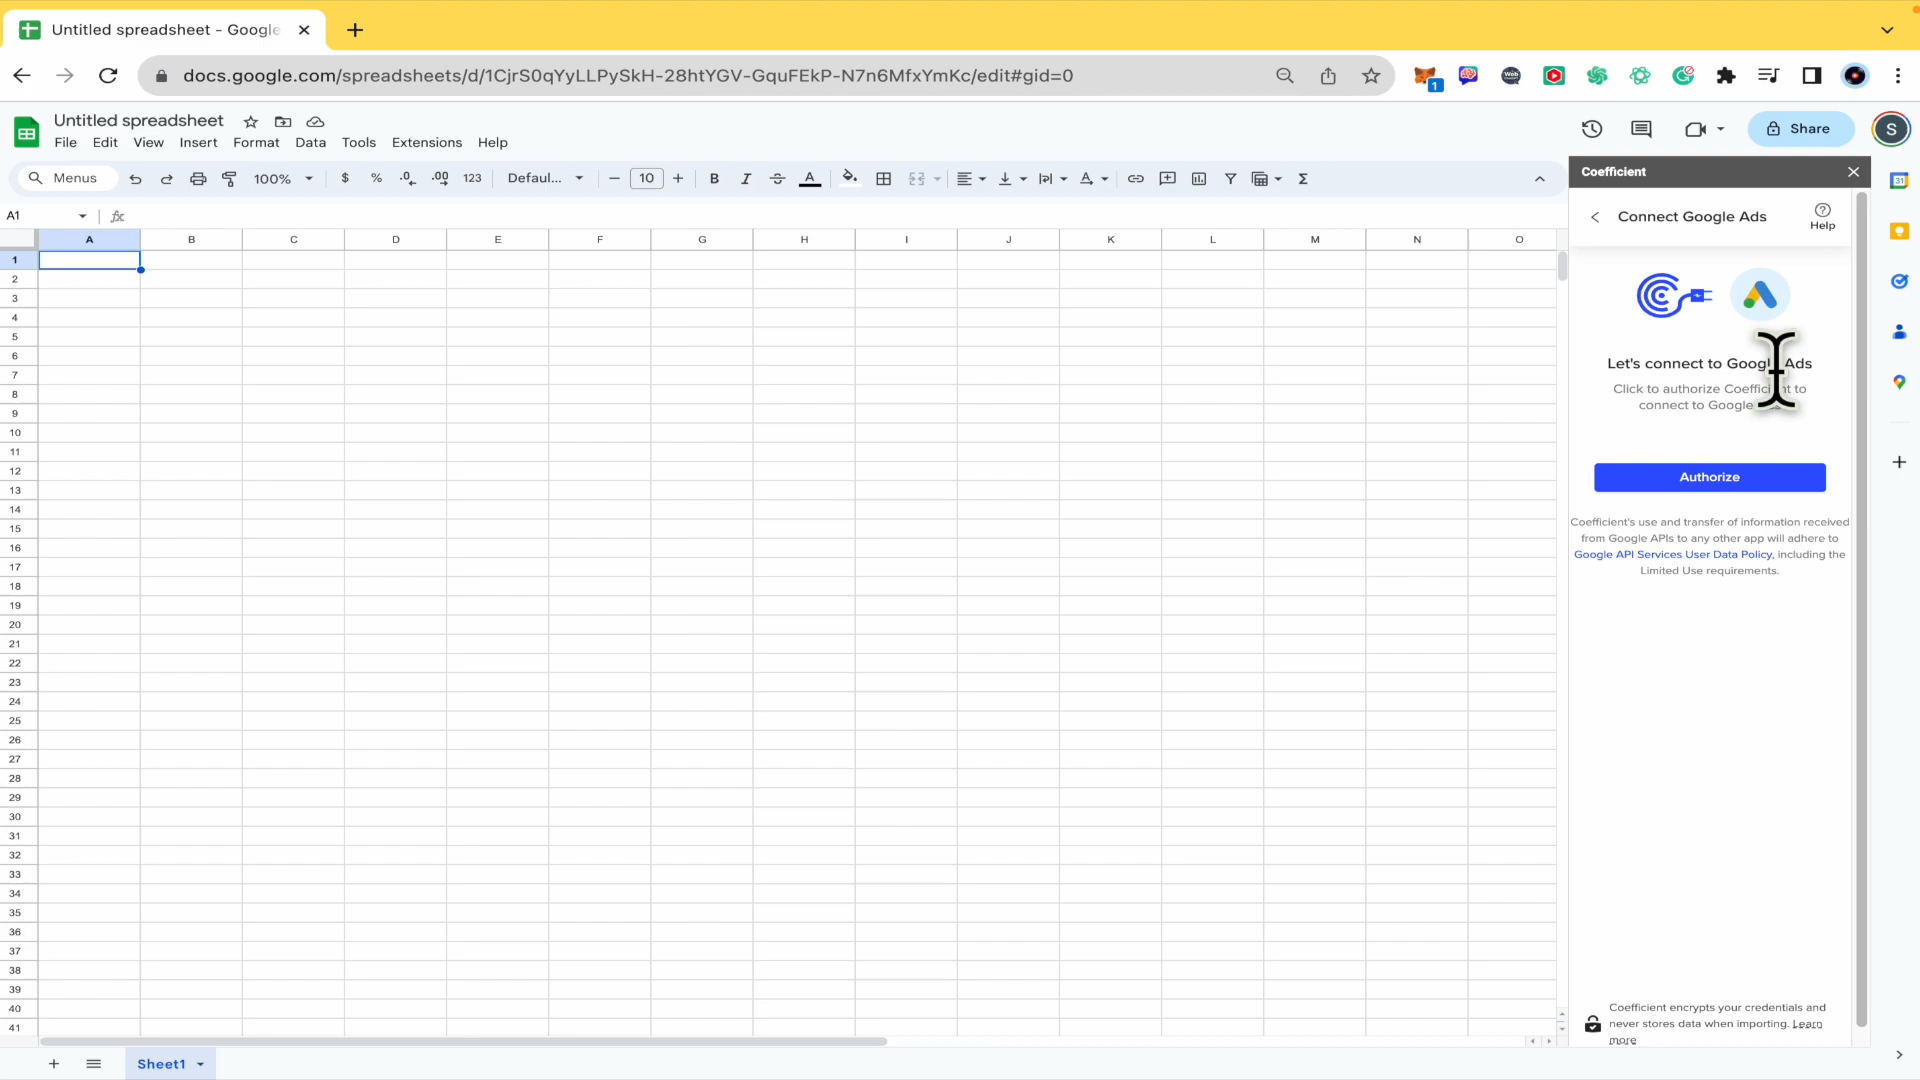 Untitled spreadsheet - Google
docs.google.com/spreadsheets/d/1CjrS0qYyLLPySkH-28htYGV-GquFEkP-N7n6MfxYmKc/edit#gid=0
1
Untitled spreadsheet
File Edit View Insert Format Data Tools Extensions Help
Share
S
Menus 100% $ % .0 .00 123 Defaul... 10 B I S A Σ
A1 fx
A B C D E F G H I J K L M N O
1
2
3
4
5
6
7
8
9
10
11
12
13
14
15
16
17
18
19
20
21
22
23
24
25
26
27
28
29
30
31
32
33
34
35
36
37
38
39
40
41
Sheet1
Coefficient
Connect Google Ads
Help
Let's connect to Google Ads
Click to authorize Coefficient to
connect to Google
Authorize
Coefficient's use and transfer of information received
from Google APIs to any other app will adhere to
Google API Services User Data Policy, including the
Limited Use requirements.
Coefficient encrypts your credentials and
never stores data when importing. Learn
more
31